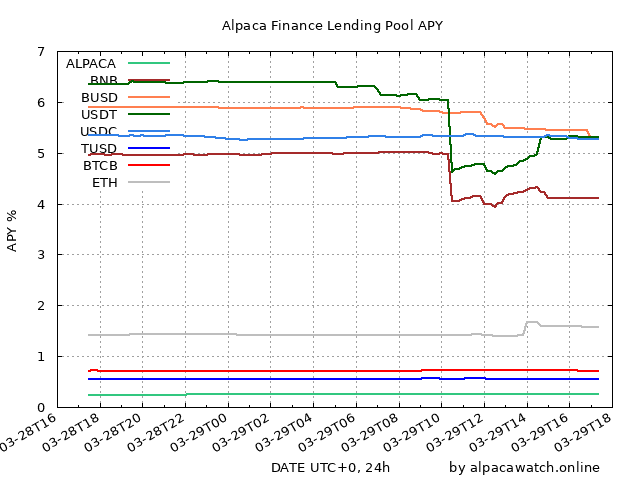 Alpaca Finance Lending Pool APY
7
6
5
4
3
2
1
0
APY %
ALPACA
BNB
BUSD
USDT
USDC
TUSD
BTCB
ETH
03-28T16
03-28T18
03-28T20
03-28T22
03-29T00
03-29T02
03-29T04
03-29T06
03-29T08
03-29T10
03-29T12
03-29T14
03-29T16
03-29T18
DATE UTC+0, 24h
by alpacawatch.online